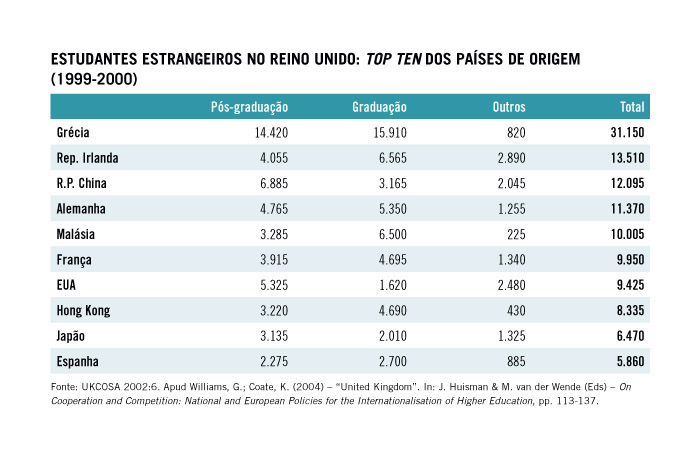 ESTUDANTES ESTRANGEIROS NO REINO UNIDO: TOP TEN DOS PAÍSES DE ORIGEM
(1999-2000)
Pós-graduação Graduação Outros Total
Grécia 14.420 15.910 820 31.150
Rep. Irlanda 4.055 6.565 2.890 13.510
R.P. China 6.885 3.165 2.045 12.095
Alemanha 4.765 5.350 1.255 11.370
Malásia 3.285 6.500 225 10.005
França 3.915 4.695 1.340 9.950
EUA 5.325 1.620 2.480 9.425
Hong Kong 3.220 4.690 430 8.335
Japão 3.135 2.010 1.325 6.470
Espanha 2.275 2.700 885 5.860
Fonte: UKCOSA 2002:6. Apud Williams, G.; Coate, K. (2004) – “United Kingdom”. In: J. Huisman & M. van der Wende (Eds) – On
Cooperation and Competition: National and European Policies for the Internationalisation of Higher Education, pp. 113-137.